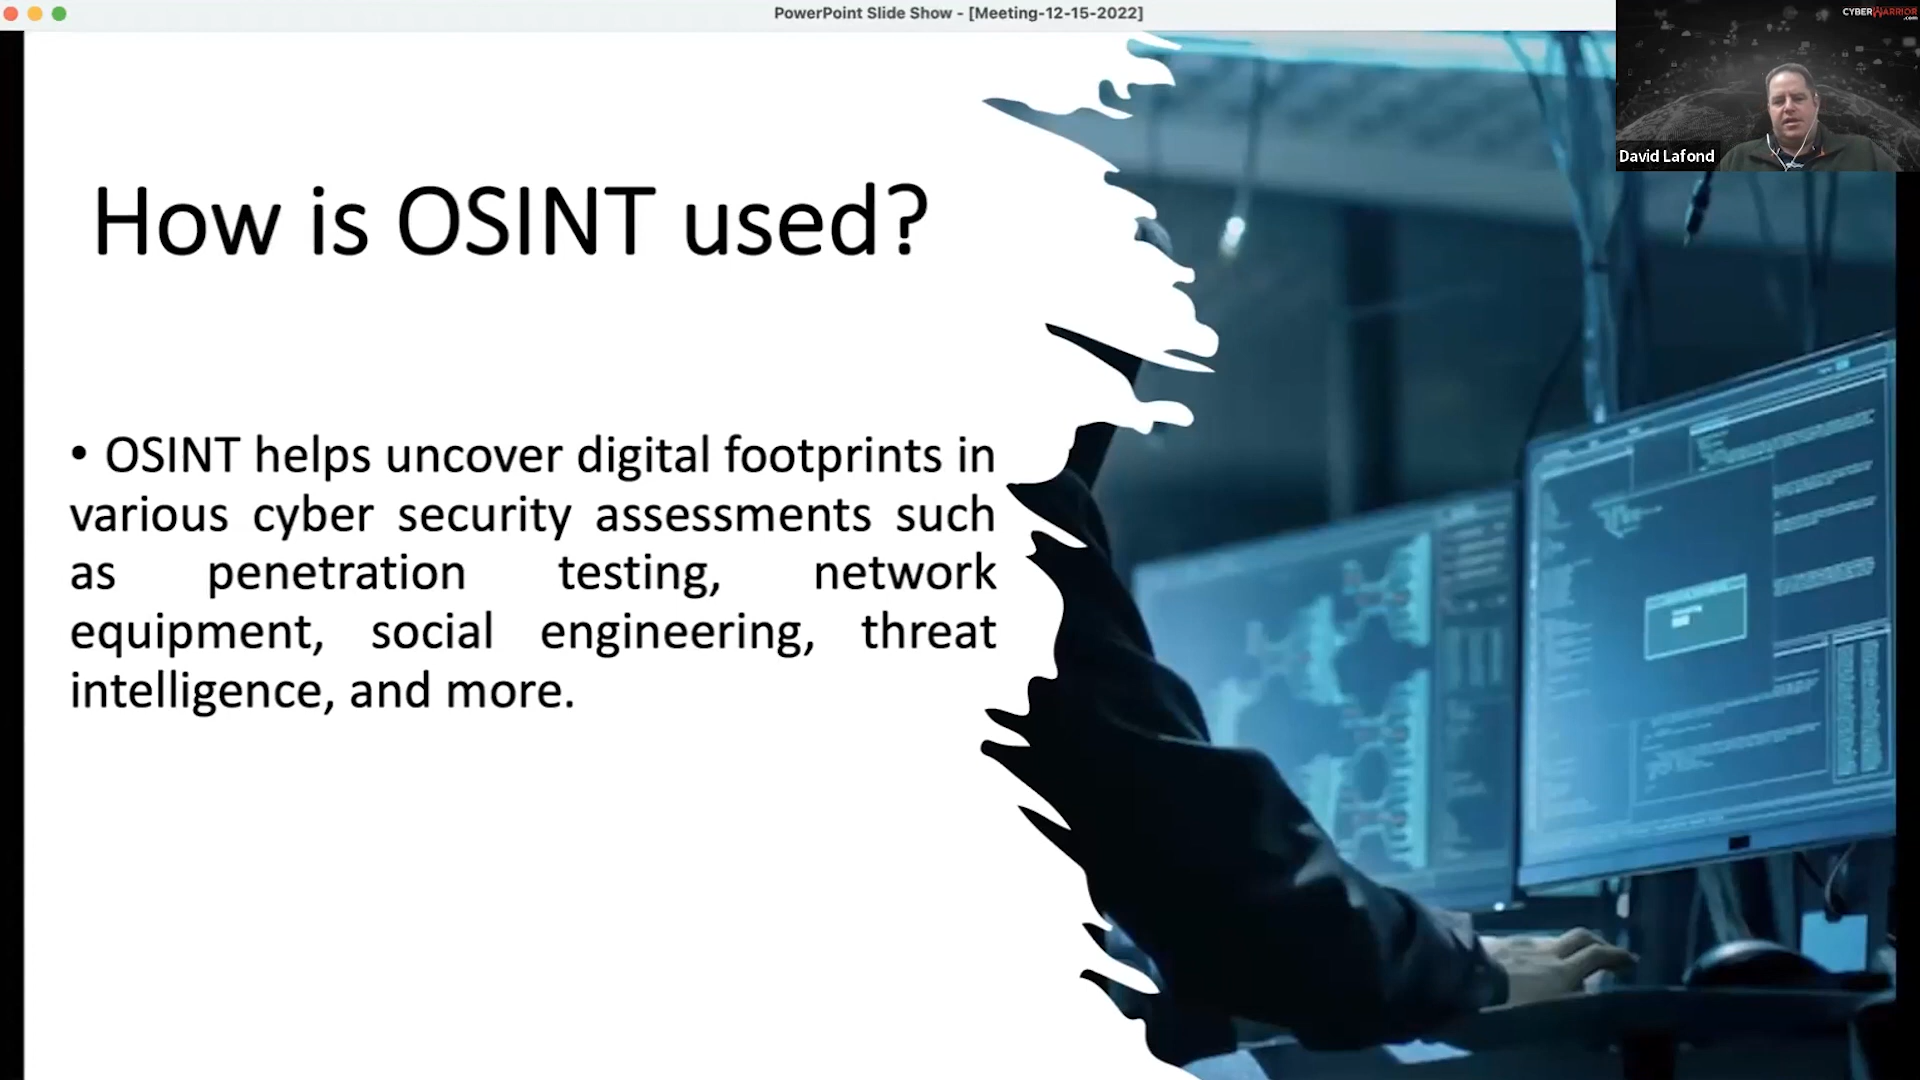 PowerPoint Slide Show - [Meeting-12-15-2022]
CYBERWARRIOR
.com
David Lafond
How is OSINT used?
• OSINT helps uncover digital footprints in
various cyber security assessments such
as penetration testing, network
equipment, social engineering, threat
intelligence, and more.